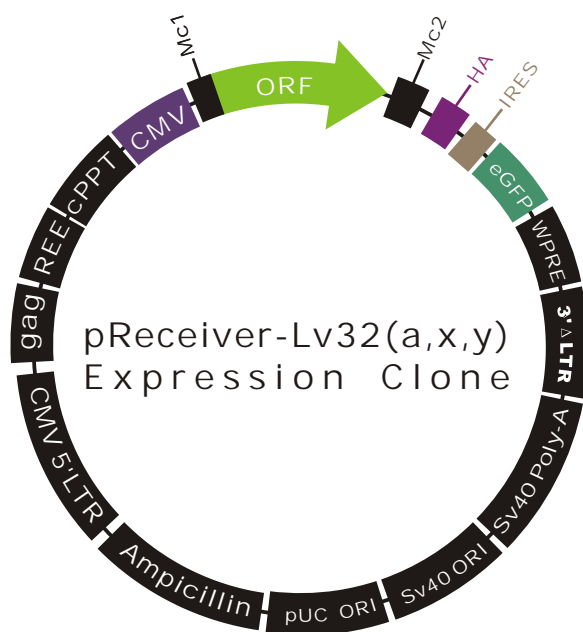 Mc1
ORF
Mc2
HA
IRES
eGFP
WPRE
3'ΔLTR
Sv40 Poly-A
Sv40 ORI
pUC ORI
Ampicillin
CMV 5'LTR
gag
REE
cPPT
CMV
pReceiver-Lv32(a,x,y)
Expression Clone